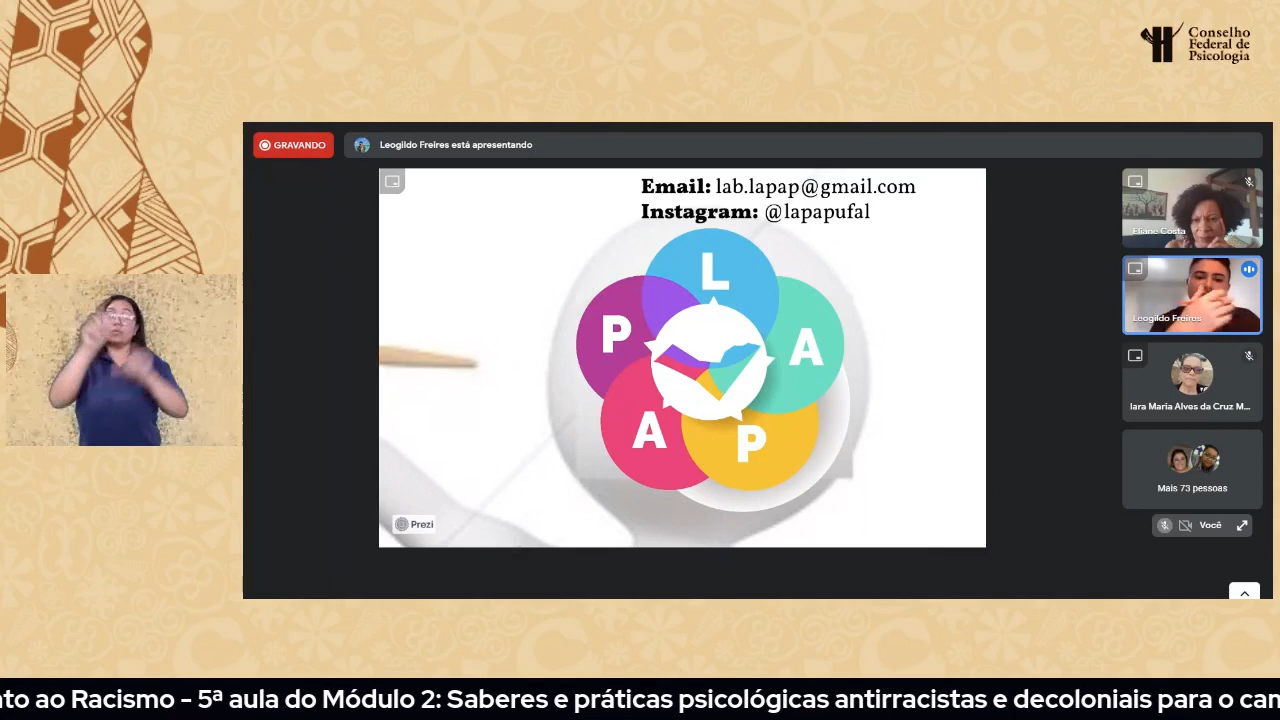 Conselho
Federal de
Psicologia
GRAVANDO
Leogildo Freires está apresentando
Email: lab.lapap@gmail.com
Instagram: @lapapufal
L
A
P
A
P
Prezi
Eliane Costa
Leogildo Freires
Iara Maria Alves da Cruz M...
Mais 73 pessoas
Você
nto ao Racismo - 5ª aula do Módulo 2: Saberes e práticas psicológicas antirracistas e decoloniais para o can